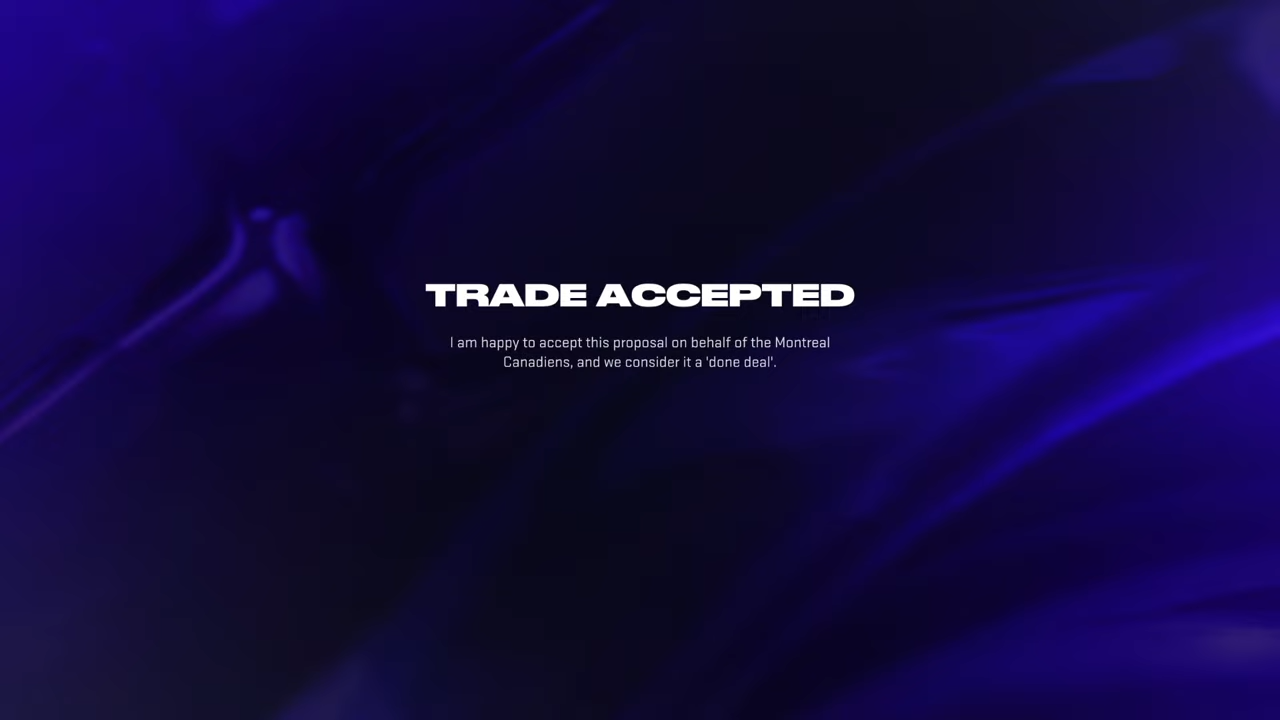 TRADE ACCEPTED
I am happy to accept this proposal on behalf of the Montreal
Canadiens, and we consider it a 'done deal'.